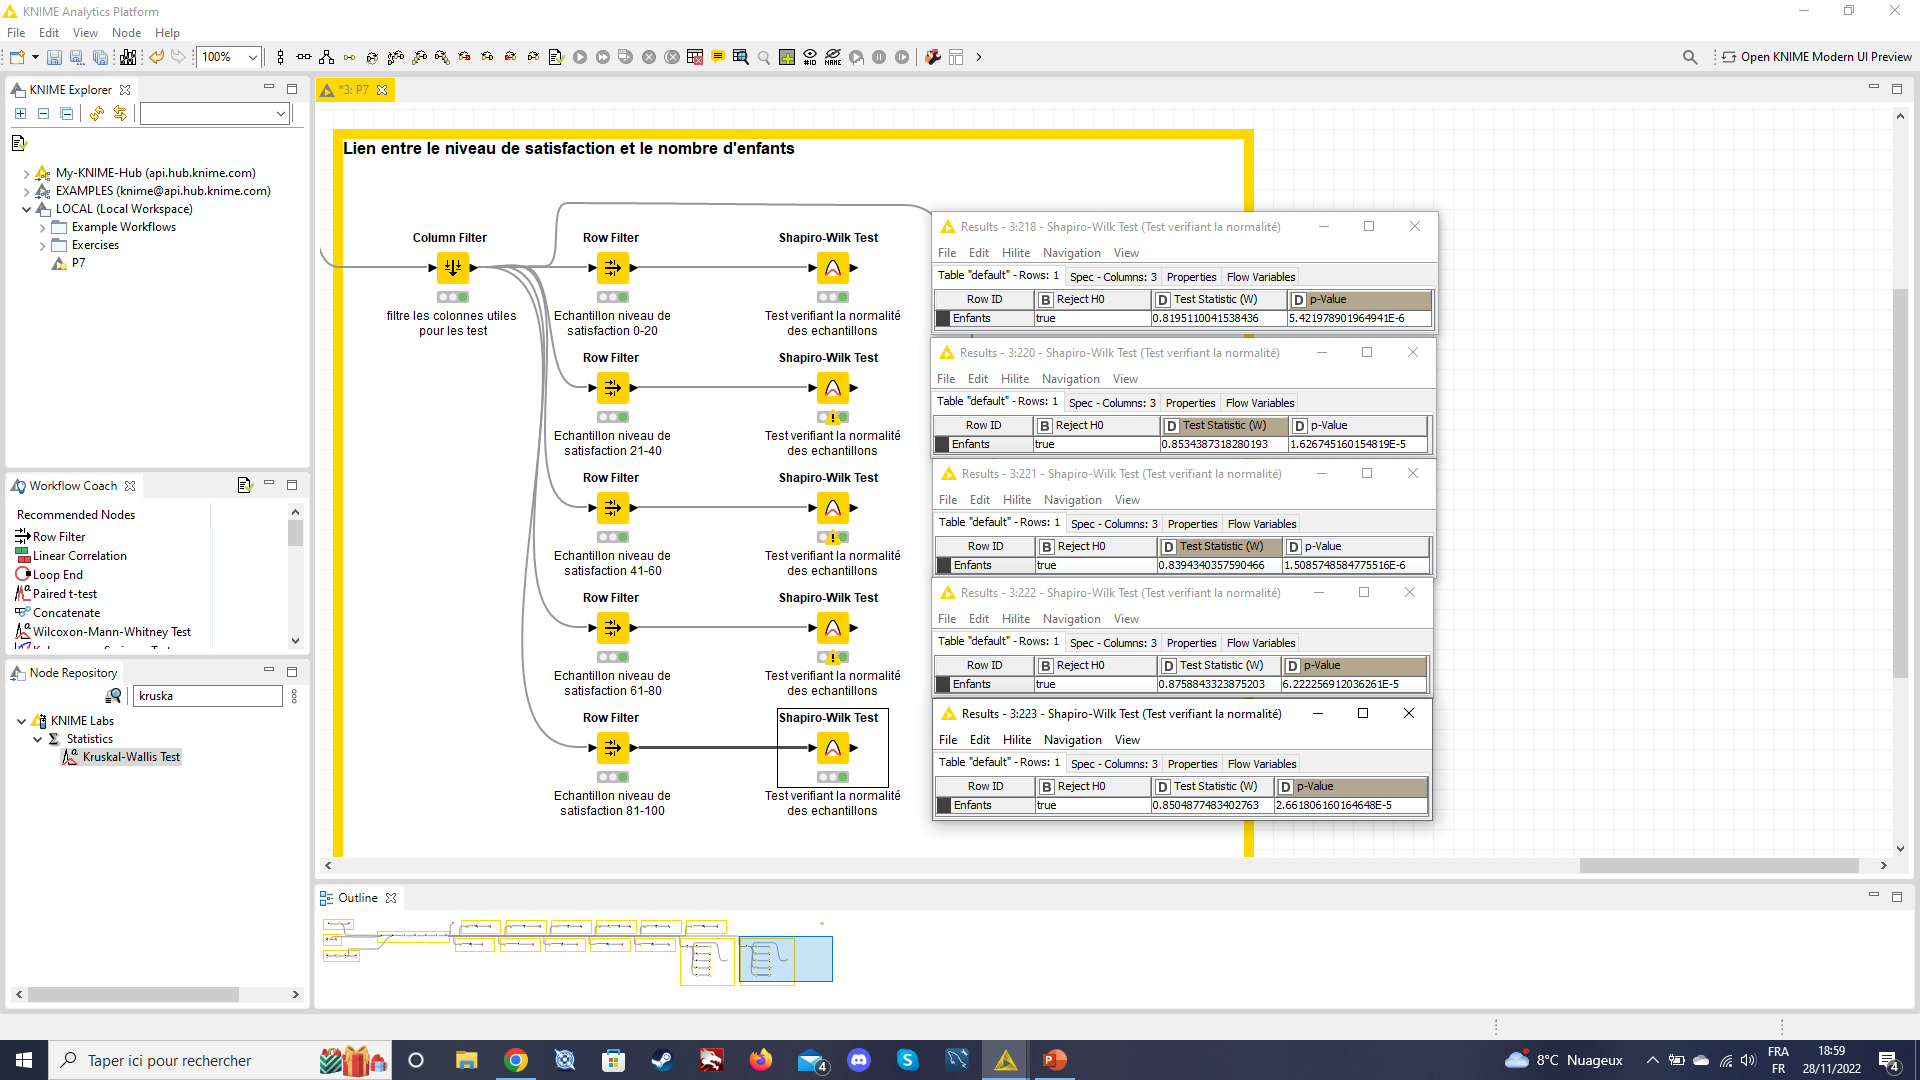 KNIME Analytics Platform
File Edit View Node Help
100%
#ID
NAME
Open KNIME Modern UI Preview
KNIME Explorer
My-KNIME-Hub (api.hub.knime.com)
EXAMPLES (knime@api.hub.knime.com)
LOCAL (Local Workspace)
Example Workflows
Exercises
P7
Workflow Coach
Recommended Nodes
Row Filter
Linear Correlation
Loop End
Paired t-test
Concatenate
Wilcoxon-Mann-Whitney Test
Node Repository
kruska
KNIME Labs
Statistics
Kruskal-Wallis Test
*3: P7
Lien entre le niveau de satisfaction et le nombre d'enfants
Column Filter
filtre les colonnes utiles
pour les test
Row Filter
Echantillon niveau de
satisfaction 0-20
Shapiro-Wilk Test
Test verifiant la normalité
des echantillons
Row Filter
Echantillon niveau de
satisfaction 21-40
Shapiro-Wilk Test
Test verifiant la normalité
des echantillons
Row Filter
Echantillon niveau de
satisfaction 41-60
Shapiro-Wilk Test
Test verifiant la normalité
des echantillons
Row Filter
Echantillon niveau de
satisfaction 61-80
Shapiro-Wilk Test
Test verifiant la normalité
des echantillons
Row Filter
Echantillon niveau de
satisfaction 81-100
Shapiro-Wilk Test
Test verifiant la normalité
des echantillons
Results - 3:218 - Shapiro-Wilk Test (Test verifiant la normalité)
File Edit Hilite Navigation View
Table "default" - Rows: 1 Spec - Columns: 3 Properties Flow Variables
Row ID B Reject H0 D Test Statistic (W) D p-Value
Enfants true 0.8195110041538436 5.421978901964941E-6
Results - 3:220 - Shapiro-Wilk Test (Test verifiant la normalité)
File Edit Hilite Navigation View
Table "default" - Rows: 1 Spec - Columns: 3 Properties Flow Variables
Row ID B Reject H0 D Test Statistic (W) D p-Value
Enfants true 0.8534387318280193 1.626745160154819E-5
Results - 3:221 - Shapiro-Wilk Test (Test verifiant la normalité)
File Edit Hilite Navigation View
Table "default" - Rows: 1 Spec - Columns: 3 Properties Flow Variables
Row ID B Reject H0 D Test Statistic (W) D p-Value
Enfants true 0.8394340357590466 1.5085748584775516E-6
Results - 3:222 - Shapiro-Wilk Test (Test verifiant la normalité)
File Edit Hilite Navigation View
Table "default" - Rows: 1 Spec - Columns: 3 Properties Flow Variables
Row ID B Reject H0 D Test Statistic (W) D p-Value
Enfants true 0.8758843323875203 6.222256912036261E-5
Results - 3:223 - Shapiro-Wilk Test (Test verifiant la normalité)
File Edit Hilite Navigation View
Table "default" - Rows: 1 Spec - Columns: 3 Properties Flow Variables
Row ID B Reject H0 D Test Statistic (W) D p-Value
Enfants true 0.8504877483402763 2.661806160164648E-5
Outline
Taper ici pour rechercher
4
8°C Nuageux
FRA
FR
18:59
28/11/2022
4